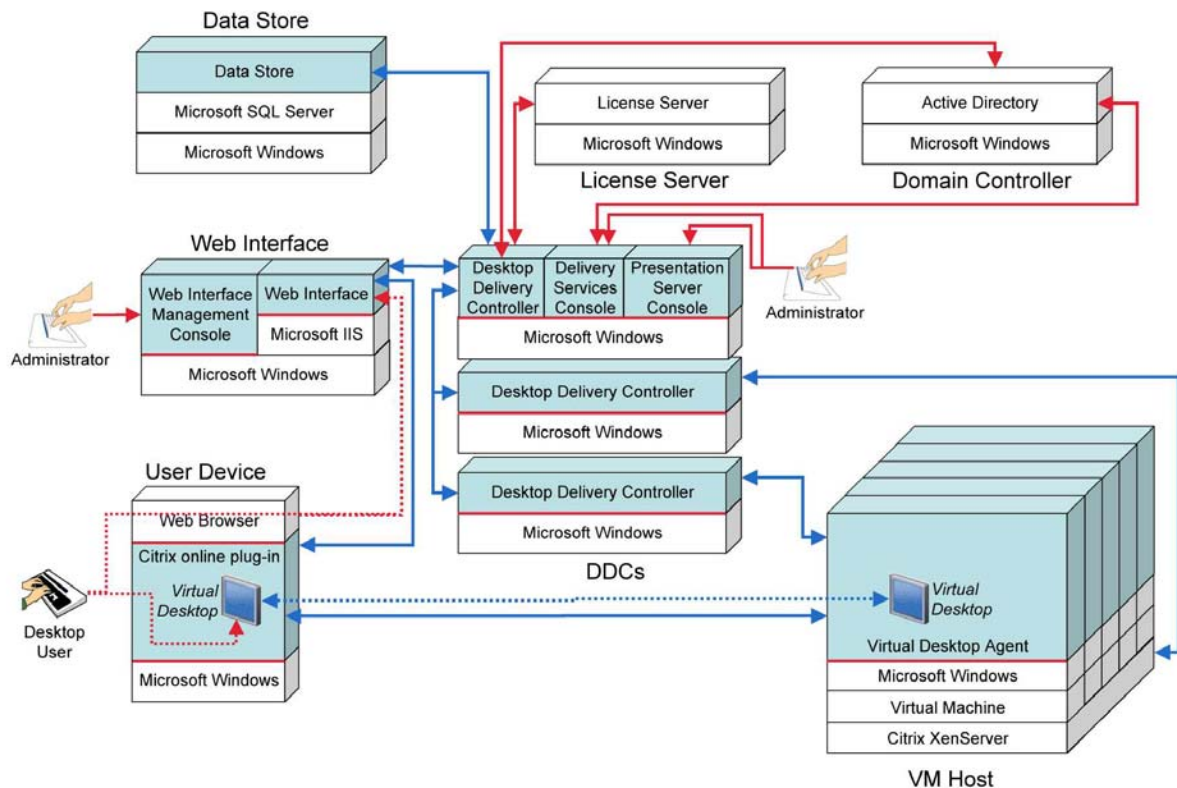 Data Store
Data Store
Microsoft SQL Server
Microsoft Windows
License Server
Microsoft Windows
License Server
Active Directory
Microsoft Windows
Domain Controller
Web Interface
Web Interface
Management
Console
Web Interface
Microsoft IIS
Microsoft Windows
Administrator
Desktop
Delivery
Controller
Delivery
Services
Console
Presentation
Server
Console
Microsoft Windows
Administrator
Desktop Delivery Controller
Microsoft Windows
Desktop Delivery Controller
Microsoft Windows
DDCs
User Device
Web Browser
Citrix online plug-in
Virtual
Desktop
Microsoft Windows
Desktop
User
Virtual
Desktop
Virtual Desktop Agent
Microsoft Windows
Virtual Machine
Citrix XenServer
VM Host